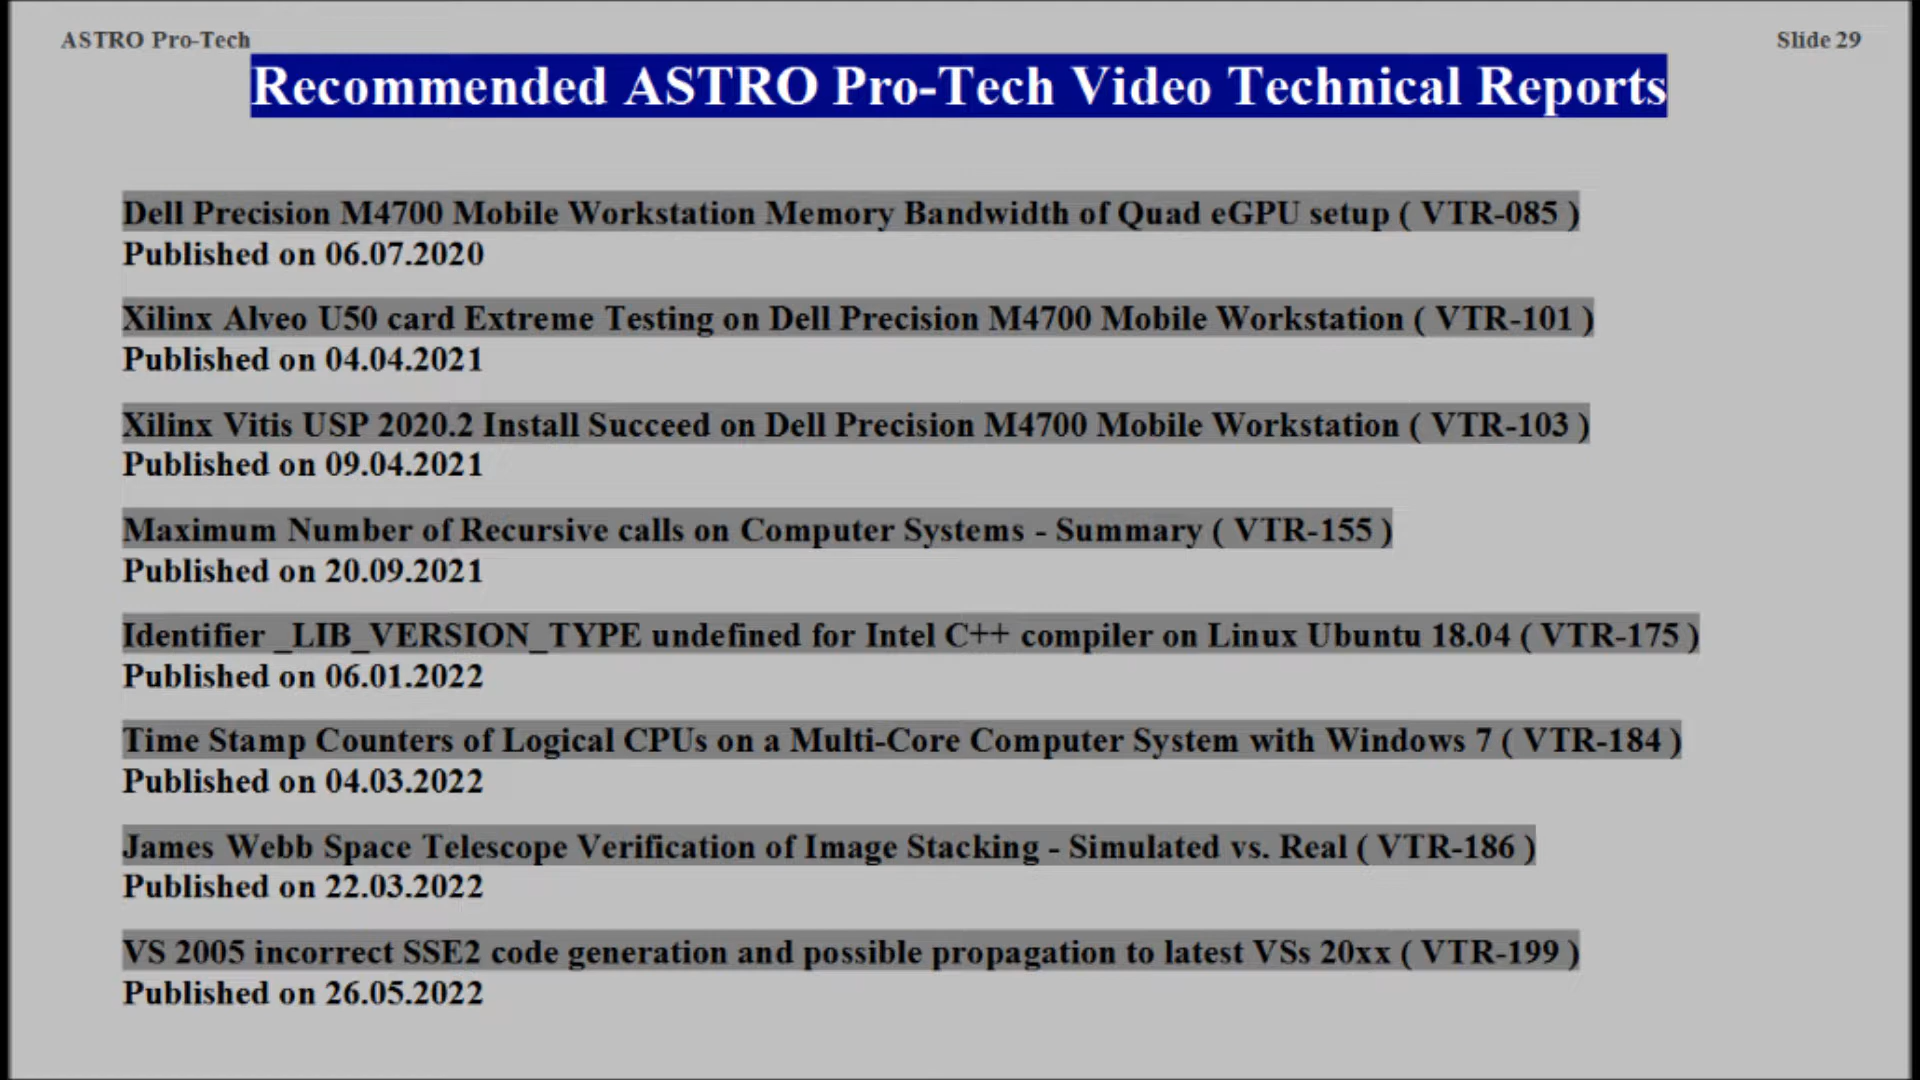 ASTRO Pro-Tech
Slide 29
Recommended ASTRO Pro-Tech Video Technical Reports
Dell Precision M4700 Mobile Workstation Memory Bandwidth of Quad eGPU setup ( VTR-085 )
Published on 06.07.2020
Xilinx Alveo U50 card Extreme Testing on Dell Precision M4700 Mobile Workstation ( VTR-101 )
Published on 04.04.2021
Xilinx Vitis USP 2020.2 Install Succeed on Dell Precision M4700 Mobile Workstation ( VTR-103 )
Published on 09.04.2021
Maximum Number of Recursive calls on Computer Systems - Summary ( VTR-155 )
Published on 20.09.2021
Identifier _LIB_VERSION_TYPE undefined for Intel C++ compiler on Linux Ubuntu 18.04 ( VTR-175 )
Published on 06.01.2022
Time Stamp Counters of Logical CPUs on a Multi-Core Computer System with Windows 7 ( VTR-184 )
Published on 04.03.2022
James Webb Space Telescope Verification of Image Stacking - Simulated vs. Real ( VTR-186 )
Published on 22.03.2022
VS 2005 incorrect SSE2 code generation and possible propagation to latest VSs 20xx ( VTR-199 )
Published on 26.05.2022